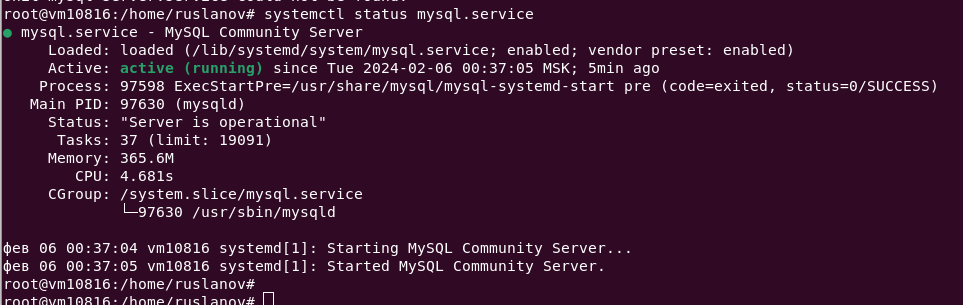 root@vm10816:/home/ruslanov# systemctl status mysql.service
● mysql.service - MySQL Community Server
     Loaded: loaded (/lib/systemd/system/mysql.service; enabled; vendor preset: enabled)
     Active: active (running) since Tue 2024-02-06 00:37:05 MSK; 5min ago
    Process: 97598 ExecStartPre=/usr/share/mysql/mysql-systemd-start pre (code=exited, status=0/SUCCESS)
   Main PID: 97630 (mysqld)
     Status: "Server is operational"
      Tasks: 37 (limit: 19091)
     Memory: 365.6M
        CPU: 4.681s
     CGroup: /system.slice/mysql.service
             └─97630 /usr/sbin/mysqld
фев 06 00:37:04 vm10816 systemd[1]: Starting MySQL Community Server...
фев 06 00:37:05 vm10816 systemd[1]: Started MySQL Community Server.
root@vm10816:/home/ruslanov#
root@vm10816:/home/ruslanov#